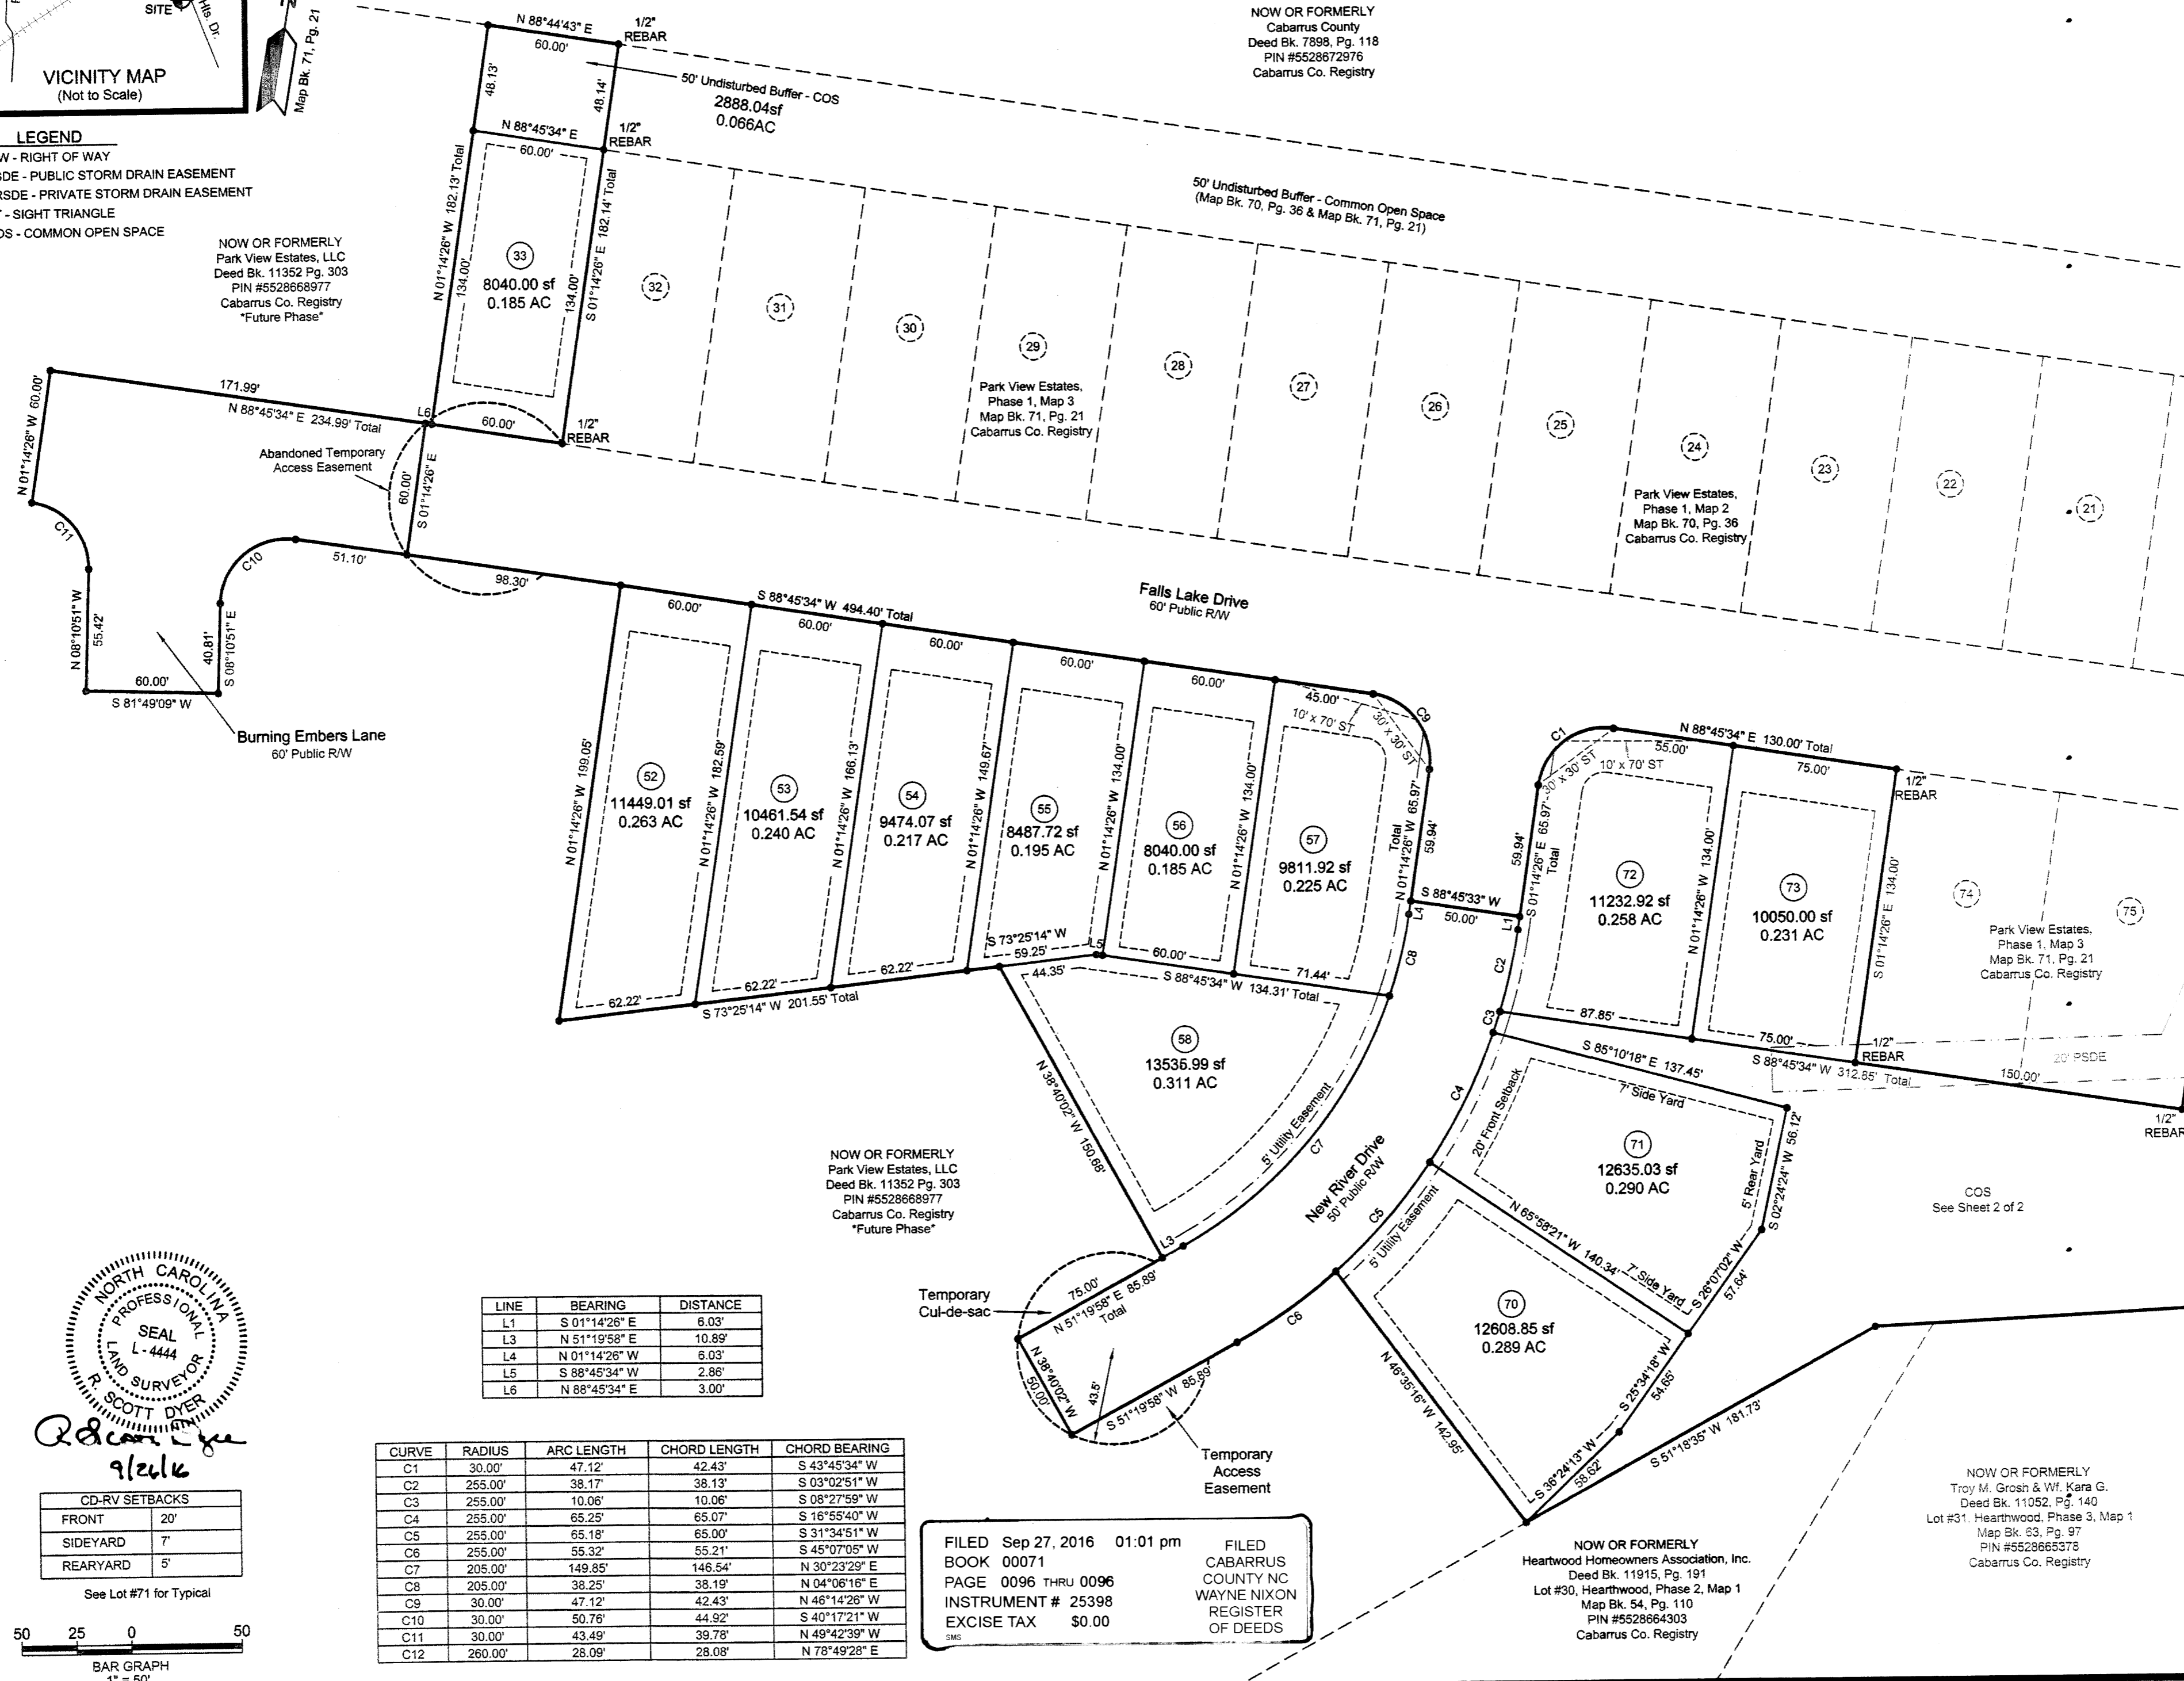 SITE
Hls. Dr.
VICINITY MAP
(Not to Scale)
Map Bk. 71, Pg. 21
LEGEND
W - RIGHT OF WAY
SDE - PUBLIC STORM DRAIN EASEMENT
RSDE - PRIVATE STORM DRAIN EASEMENT
T - SIGHT TRIANGLE
OS - COMMON OPEN SPACE
NOW OR FORMERLY
Park View Estates, LLC
Deed Bk. 11352 Pg. 303
PIN #5528668977
Cabarrus Co. Registry
*Future Phase*
N 88°44'43" E
60.00'
1/2"
REBAR
48.13'
48.14'
50' Undisturbed Buffer - COS
2888.04sf
0.066AC
N 88°45'34" E
60.00'
1/2"
REBAR
N 01°14'26" W 182.13' Total
134.00'
33
8040.00 sf
0.185 AC
134.00'
S 01°14'26" E 182.14' Total
NOW OR FORMERLY
Cabarrus County
Deed Bk. 7898, Pg. 118
PIN #5528672976
Cabarrus Co. Registry
50' Undisturbed Buffer - Common Open Space
(Map Bk. 70, Pg. 36 & Map Bk. 71, Pg. 21)
32
31
30
29
28
27
26
25
24
23
22
21
Park View Estates,
Phase 1, Map 3
Map Bk. 71, Pg. 21
Cabarrus Co. Registry
Park View Estates,
Phase 1, Map 2
Map Bk. 70, Pg. 36
Cabarrus Co. Registry
171.99'
N 88°45'34" E 234.99' Total
L6
60.00'
1/2"
REBAR
N 01°14'26" W 60.00'
Abandoned Temporary
Access Easement
60.00'
S 01°14'26" E
C11
C10
51.10'
98.30'
N 08°10'51" W
55.42'
40.81'
S 08°10'51" E
60.00'
S 81°49'09" W
Burning Embers Lane
60' Public R/W
Falls Lake Drive
60' Public R/W
S 88°45'34" W 494.40' Total
60.00'
60.00'
60.00'
60.00'
60.00'
45.00'
C9
10' x 70' ST
30' x 30' ST
N 01°14'26" W 199.05'
52
11449.01 sf
0.263 AC
N 01°14'26" W 182.59'
53
10461.54 sf
0.240 AC
N 01°14'26" W 166.13'
54
9474.07 sf
0.217 AC
N 01°14'26" W 149.67'
55
8487.72 sf
0.195 AC
N 01°14'26" W 134.00'
56
8040.00 sf
0.185 AC
N 01°14'26" W 134.00'
57
9811.92 sf
0.225 AC
N 01°14'26" W 65.97'
Total
59.94'
S 88°45'33" W
50.00'
L4
L1
C8
C2
C3
C1
N 88°45'34" E 130.00' Total
55.00'
10' x 70' ST
30' x 30' ST
75.00'
1/2"
REBAR
59.94'
S 01°14'26" E 65.97'
Total
72
11232.92 sf
0.258 AC
N 01°14'26" W 134.00'
73
10050.00 sf
0.231 AC
S 01°14'26" E 134.00'
74
75
Park View Estates.
Phase 1, Map 3
Map Bk. 71, Pg. 21
Cabarrus Co. Registry
62.22'
62.22'
62.22'
S 73°25'14" W 201.55' Total
S 73°25'14" W
59.25'
44.35'
L5
60.00'
71.44'
S 88°45'34" W 134.31' Total
58
13535.99 sf
0.311 AC
N 38°40'02" W 150.68'
5' Utility Easement
C7
87.85'
75.00'
1/2"
REBAR
20' PSDE
S 88°45'34" W 312.85' Total
150.00'
1/2"
REBAR
S 85°10'18" E 137.45'
7' Side Yard
C4
20' Front Setback
71
12635.03 sf
0.290 AC
5' Rear Yard
S 02°24'24" W 56.12'
COS
See Sheet 2 of 2
New River Drive
50' Public R/W
C5
5' Utility Easement
N 65°58'21" W 140.34'
7' Side Yard
S 26°07'02" W
57.64'
70
12608.85 sf
0.289 AC
C6
N 46°35'16" W 142.95'
S 25°34'18" W
54.65'
S 36°24'13" W
58.62'
S 51°18'35" W 181.73'
NOW OR FORMERLY
Park View Estates, LLC
Deed Bk. 11352 Pg. 303
PIN #5528668977
Cabarrus Co. Registry
*Future Phase*
L3
Temporary
Cul-de-sac
75.00'
N 51°19'58" E 85.89'
Total
N 38°40'02" W
50.00'
43.5'
S 51°19'58" W 85.89'
Temporary
Access
Easement
NORTH CAROLINA
PROFESSIONAL
SEAL
L - 4444
LAND SURVEYOR
R. SCOTT DYER
R. Scott Dyer
9/26/16
CD-RV SETBACKS
FRONT 20'
SIDEYARD 7'
REARYARD 5'
See Lot #71 for Typical
50 25 0 50
BAR GRAPH
1" = 50'
LINE BEARING DISTANCE
L1 S 01°14'26" E 6.03'
L3 N 51°19'58" E 10.89'
L4 N 01°14'26" W 6.03'
L5 S 88°45'34" W 2.86'
L6 N 88°45'34" E 3.00'
CURVE RADIUS ARC LENGTH CHORD LENGTH CHORD BEARING
C1 30.00' 47.12' 42.43' S 43°45'34" W
C2 255.00' 38.17' 38.13' S 03°02'51" W
C3 255.00' 10.06' 10.06' S 08°27'59" W
C4 255.00' 65.25' 65.07' S 16°55'40" W
C5 255.00' 65.18' 65.00' S 31°34'51" W
C6 255.00' 55.32' 55.21' S 45°07'05" W
C7 205.00' 149.85' 146.54' N 30°23'29" E
C8 205.00' 38.25' 38.19' N 04°06'16" E
C9 30.00' 47.12' 42.43' N 46°14'26" W
C10 30.00' 50.76' 44.92' S 40°17'21" W
C11 30.00' 43.49' 39.78' N 49°42'39" W
C12 260.00' 28.09' 28.08' N 78°49'28" E
FILED Sep 27, 2016 01:01 pm
BOOK 00071
PAGE 0096 THRU 0096
INSTRUMENT # 25398
EXCISE TAX $0.00
SMS
FILED
CABARRUS
COUNTY NC
WAYNE NIXON
REGISTER
OF DEEDS
NOW OR FORMERLY
Heartwood Homeowners Association, Inc.
Deed Bk. 11915, Pg. 191
Lot #30, Hearthwood, Phase 2, Map 1
Map Bk. 54, Pg. 110
PIN #5528664303
Cabarrus Co. Registry
NOW OR FORMERLY
Troy M. Grosh & Wf. Kara G.
Deed Bk. 11052, Pg. 140
Lot #31. Hearthwood, Phase 3, Map 1
Map Bk. 63, Pg. 97
PIN #5528665378
Cabarrus Co. Registry